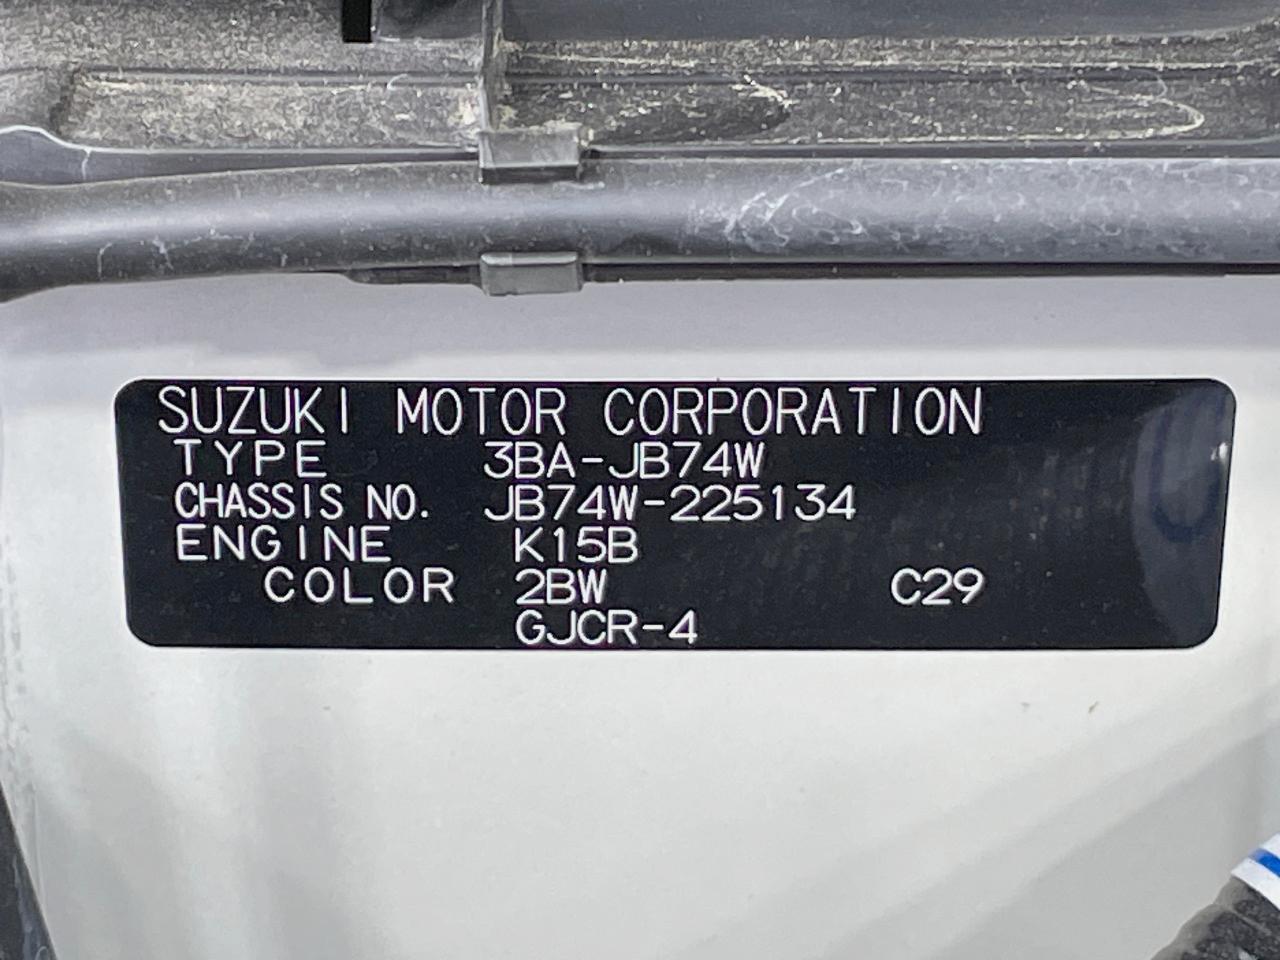 SUZUKI MOTOR CORPORATION
TYPE 3BA-JB74W
CHASSIS NO. JB74W-225134
ENGINE K15B
COLOR 2BW C29
GJCR-4